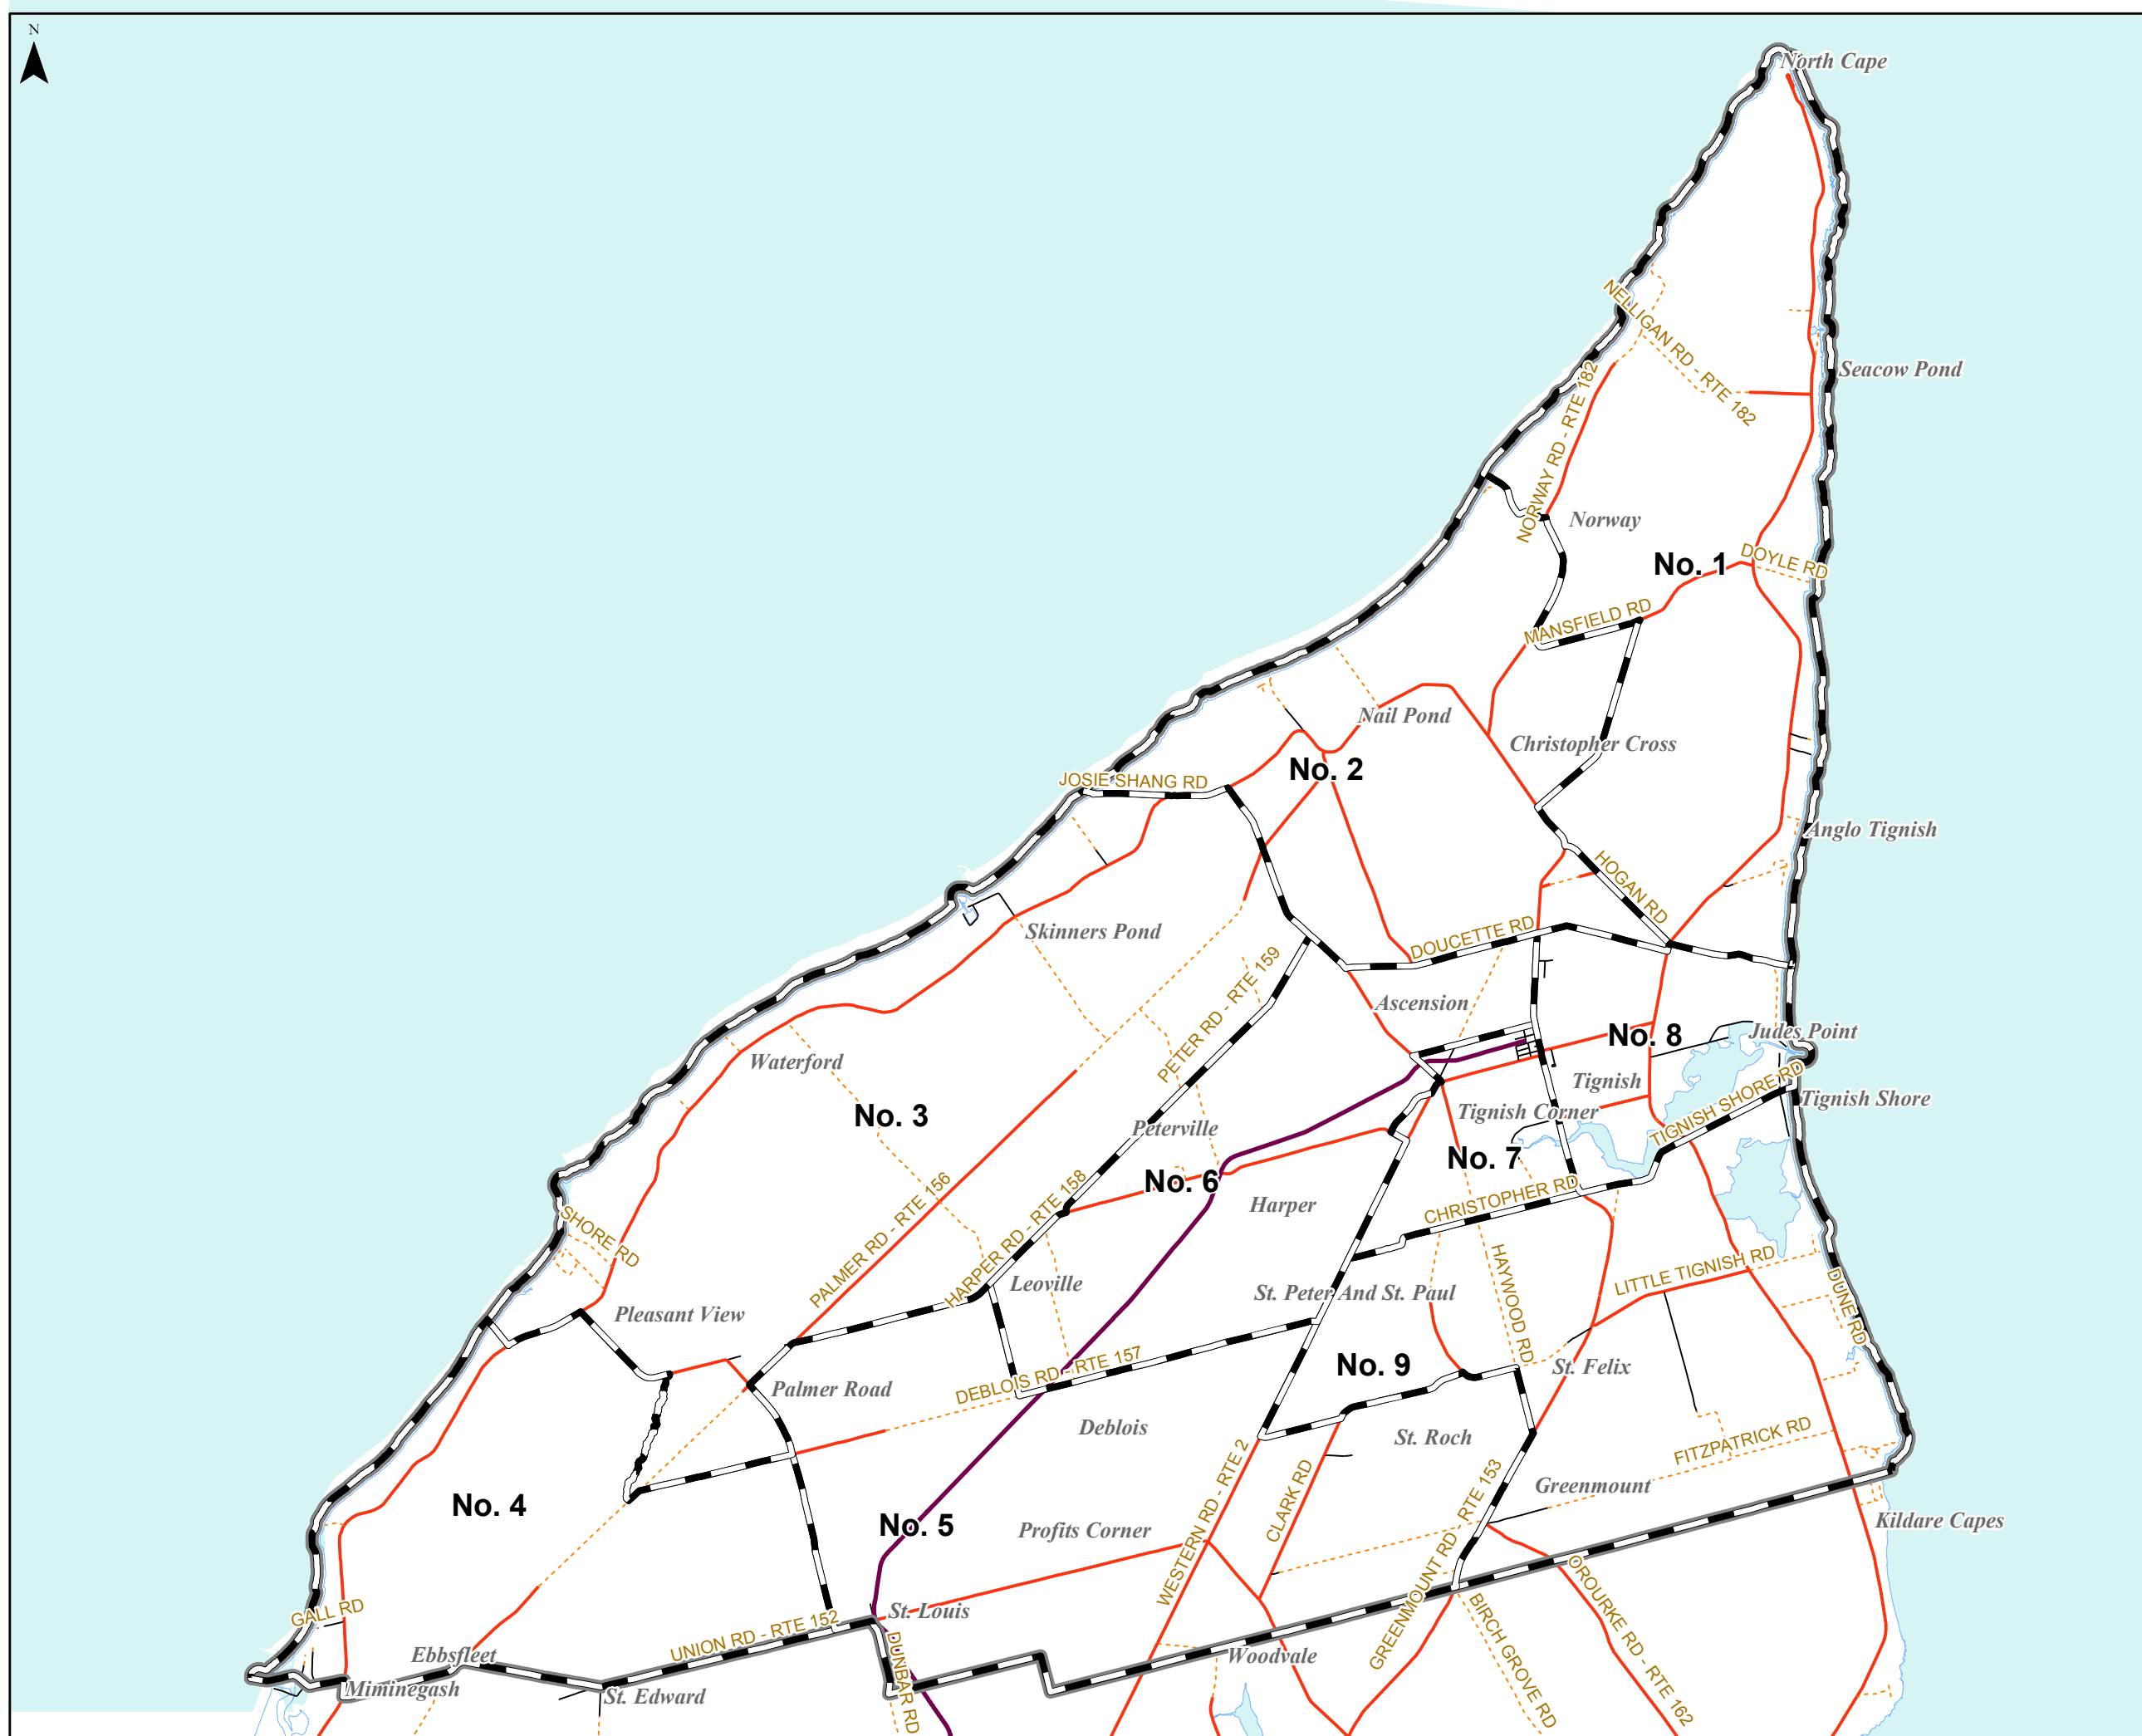 N
North Cape
NELLIGAN RD - RTE 182
Seacow Pond
NORWAY RD - RTE 182
Norway
No. 1
DOYLE RD
MANSFIELD RD
Nail Pond
Christopher Cross
No. 2
JOSIE SHANG RD
Anglo Tignish
HOGAN RD
Skinners Pond
DOUCETTE RD
PETER RD - RTE 159
Ascension
No. 8
Judes Point
Waterford
Tignish
No. 3
Tignish Corner
TIGNISH SHORE RD
Tignish Shore
Peterville
No. 7
No. 6
Harper
CHRISTOPHER RD
SHORE RD
PALMER RD - RTE 156
HARPER RD - RTE 158
Leoville
St. Peter And St. Paul
HAYWOOD RD
LITTLE TIGNISH RD
DUNE RD
Pleasant View
Palmer Road
DEBLOIS RD - RTE 157
No. 9
St. Felix
Deblois
St. Roch
FITZPATRICK RD
Greenmount
No. 4
No. 5
Profits Corner
WESTERN RD - RTE 2
CLARK RD
GREENMOUNT RD - RTE 153
Kildare Capes
GALL RD
St. Louis
UNION RD - RTE 152
DUNBAR RD
Ebbsfleet
Miminegash
St. Edward
Woodvale
BIRCH GROVE RD
OROURKE RD - RTE 162